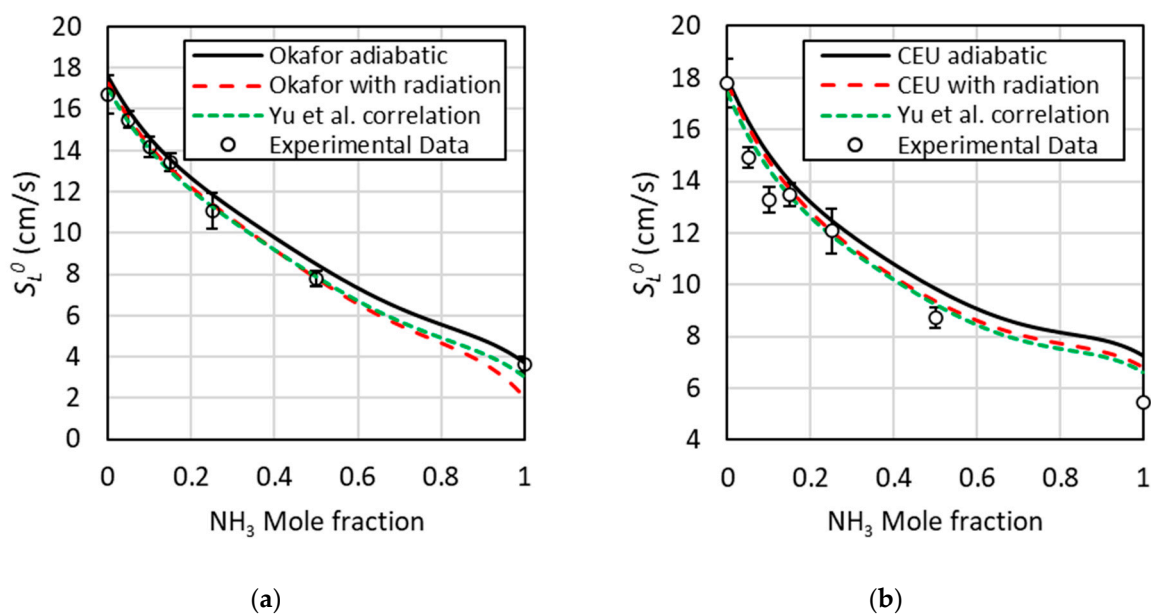 20
18
16
14
12
10
8
6
4
2
0
S_L^0 (cm/s)
Okafor adiabatic
Okafor with radiation
Yu et al. correlation
Experimental Data
0 0.2 0.4 0.6 0.8 1
NH₃ Mole fraction
(a)
20
18
16
14
12
10
8
6
4
S_L^0 (cm/s)
CEU adiabatic
CEU with radiation
Yu et al. correlation
Experimental Data
0 0.2 0.4 0.6 0.8 1
NH₃ Mole fraction
(b)